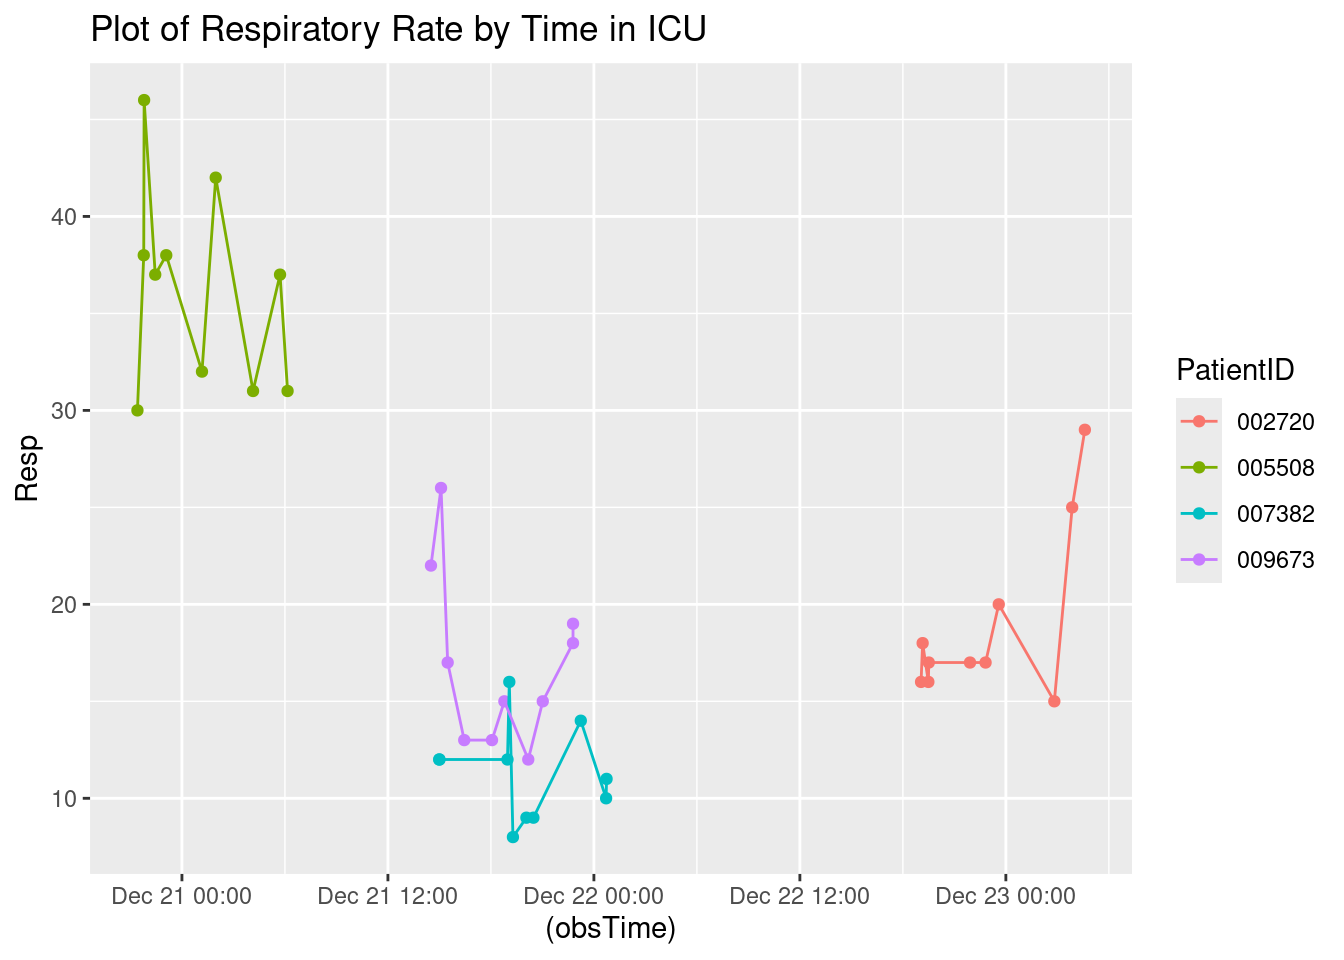 Plot of Respiratory Rate by Time in ICU
Resp
40
30
20
10
Dec 21 00:00
Dec 21 12:00
Dec 22 00:00
Dec 22 12:00
Dec 23 00:00
(obsTime)
PatientID
002720
005508
007382
009673